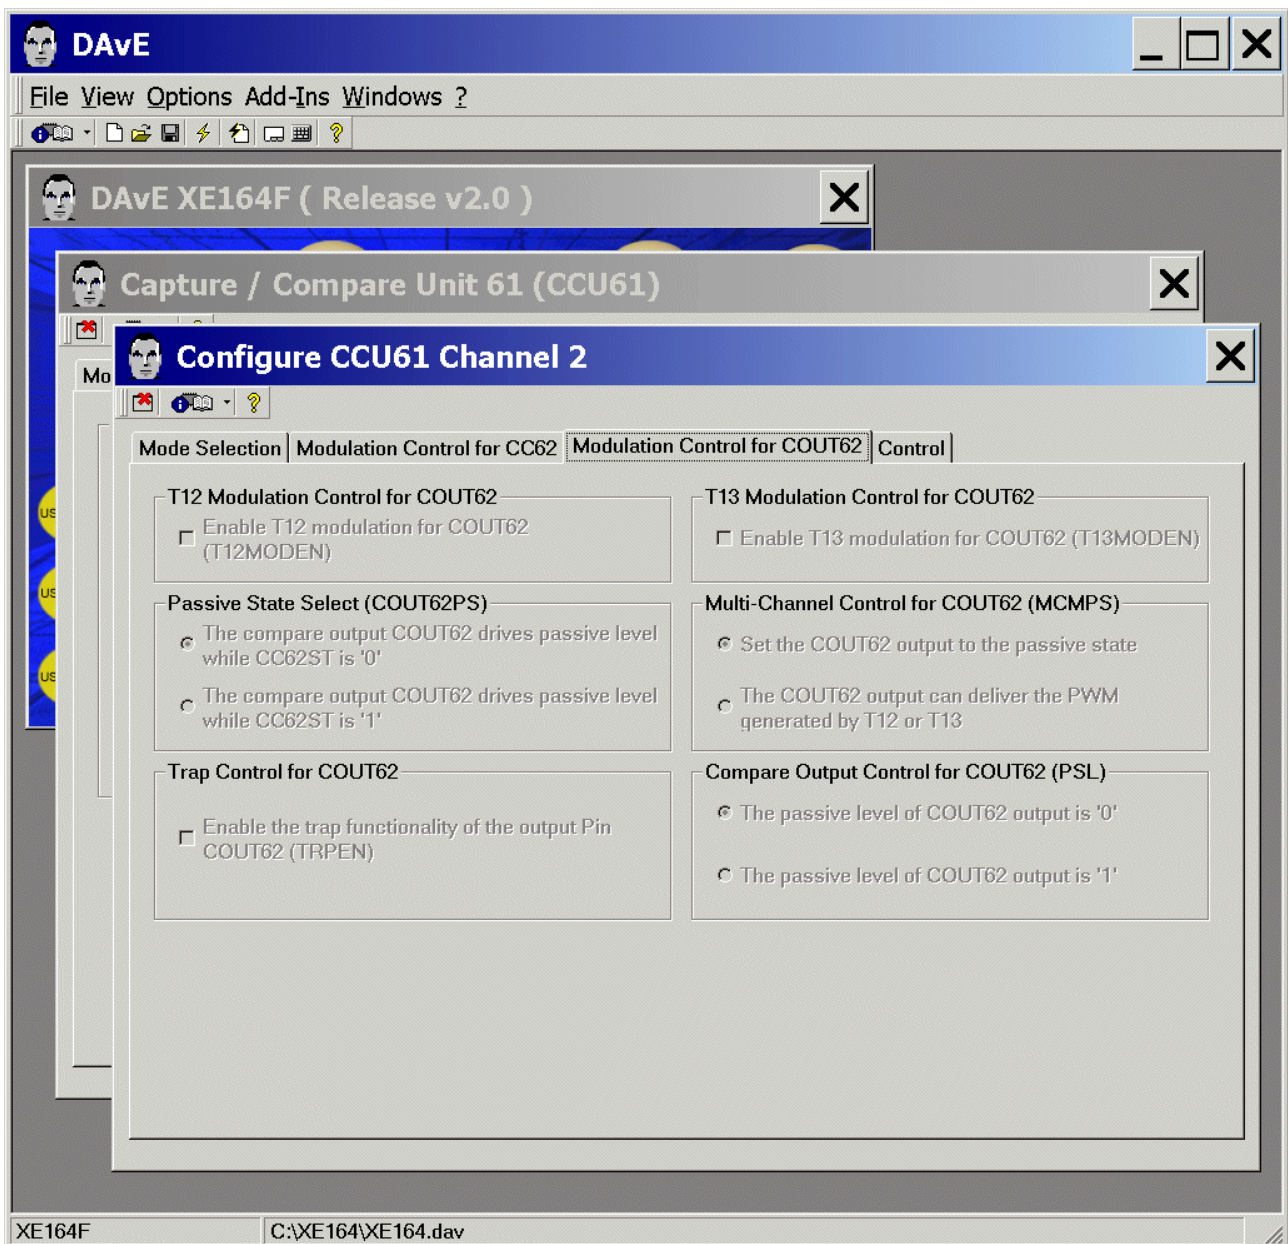 DAvE
File View Options Add-Ins Windows ?
DAvE XE164F ( Release v2.0 )
Capture / Compare Unit 61 (CCU61)
Configure CCU61 Channel 2
Mo
Mode Selection Modulation Control for CC62 Modulation Control for COUT62 Control
T12 Modulation Control for COUT62
Enable T12 modulation for COUT62
(T12MODEN)
T13 Modulation Control for COUT62
Enable T13 modulation for COUT62 (T13MODEN)
Passive State Select (COUT62PS)
The compare output COUT62 drives passive level
while CC62ST is '0'
The compare output COUT62 drives passive level
while CC62ST is '1'
Multi-Channel Control for COUT62 (MCMPS)
Set the COUT62 output to the passive state
The COUT62 output can deliver the PWM
generated by T12 or T13
Trap Control for COUT62
Enable the trap functionality of the output Pin
COUT62 (TRPEN)
Compare Output Control for COUT62 (PSL)
The passive level of COUT62 output is '0'
The passive level of COUT62 output is '1'
US
US
US
XE164F
C:\XE164\XE164.dav